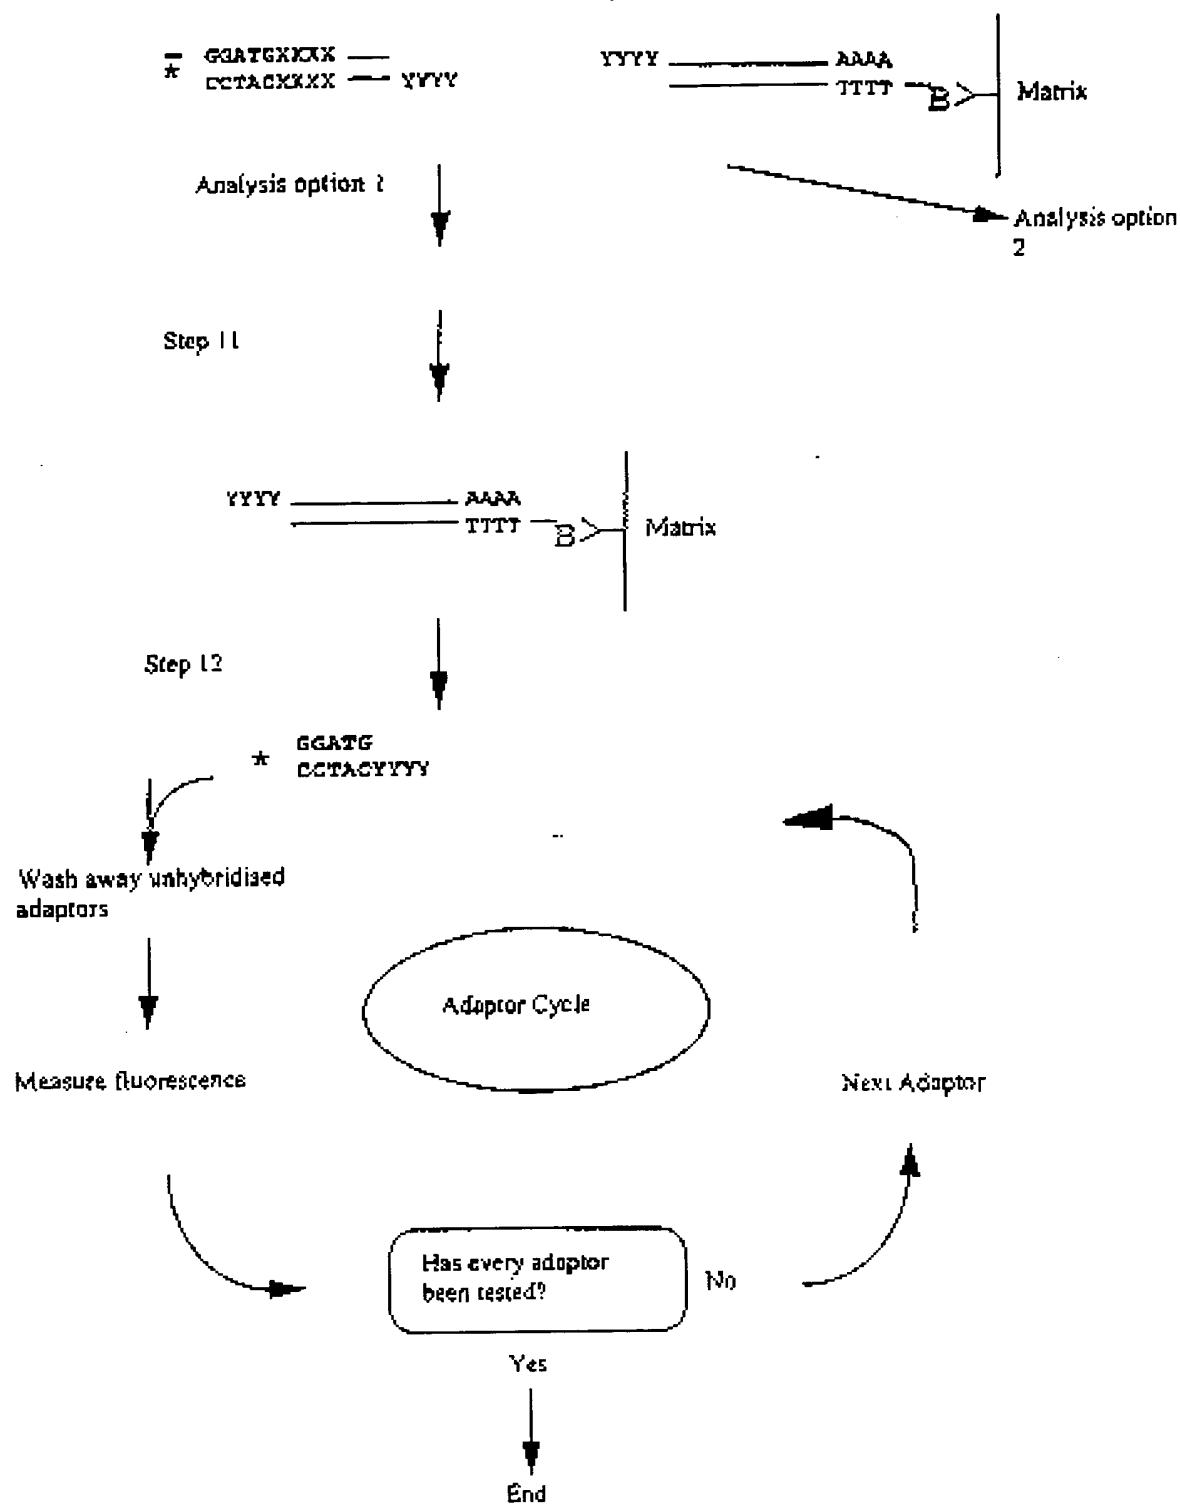 * GGATGXXXX
CCTACXXXX YYYY
YYYY AAAA
TTTT B Matrix
Analysis option 1
Analysis option
2
Step 11
YYYY AAAA
TTTT B Matrix
Step 12
* GGATG
CCTACYYYY
Wash away unhybridised
adaptors
Adaptor Cycle
Measure fluorescence
Next Adaptor
Has every adaptor
been tested?
No
Yes
End